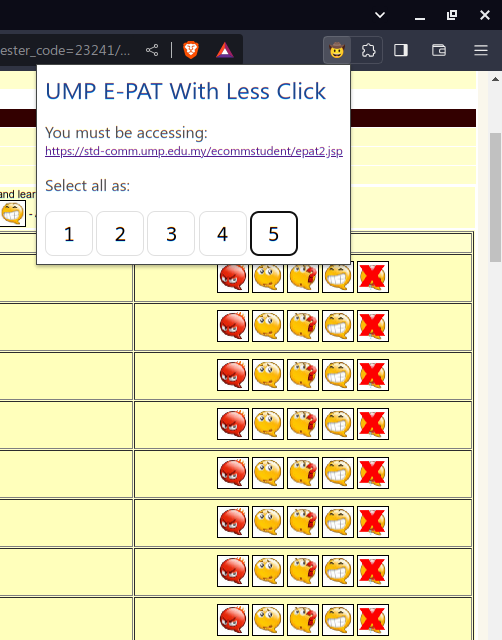 ester_code=23241/...
UMP E-PAT With Less Click
You must be accessing:
https://std-comm.ump.edu.my/ecommstudent/epat2.jsp
Select all as:
and lear
1 2 3 4 5